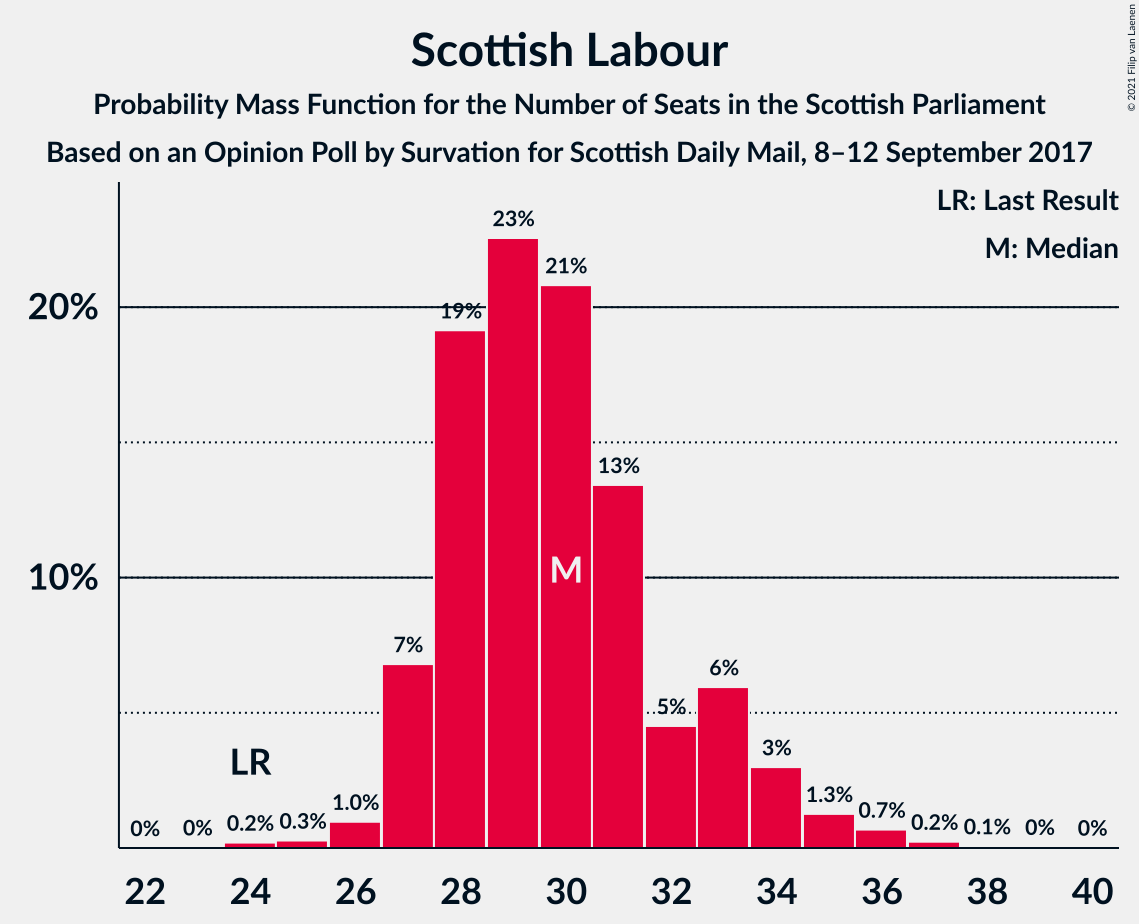 Scottish Labour
Probability Mass Function for the Number of Seats in the Scottish Parliament
Based on an Opinion Poll by Survation for Scottish Daily Mail, 8–12 September 2017
© 2021 Filip van Laenen
LR: Last Result
M: Median
20%
10%
0%
0%
0.2%
0.3%
1.0%
7%
19%
23%
21%
13%
5%
6%
3%
1.3%
0.7%
0.2%
0.1%
0%
0%
LR
M
22 24 26 28 30 32 34 36 38 40